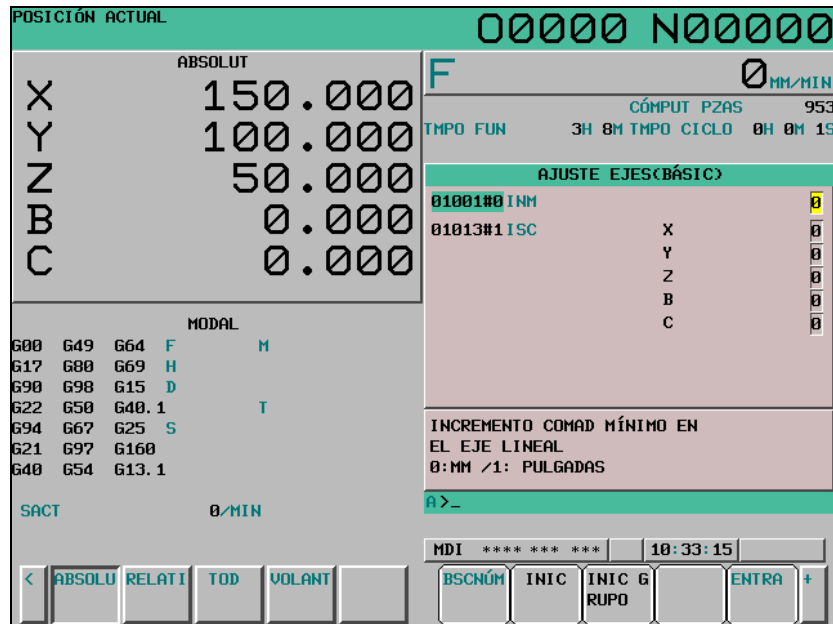 POSICIÓN ACTUAL
O0000 N00000
ABSOLUT
X 150.000
Y 100.000
Z 50.000
B 0.000
C 0.000
F 0 MM/MIN
CÓMPUT PZAS 953
TMPO FUN 3H 8M TMPO CICLO 0H 0M 1S
AJUSTE EJES(BÁSIC)
01001#0 INM 0
01013#1 ISC X 0
Y 0
Z 0
B 0
C 0
MODAL
G00 G49 G64 F M
G17 G80 G69 H
G90 G98 G15 D
G22 G50 G40.1 T
G94 G67 G25 S
G21 G97 G160
G40 G54 G13.1
SACT 0/MIN
INCREMENTO COMAD MÍNIMO EN
EL EJE LINEAL
0:MM /1: PULGADAS
A>_
MDI **** *** *** 10:33:15
< ABSOLU RELATI TOD VOLANT
BSCNÚM INIC INIC G
RUPO
ENTRA +